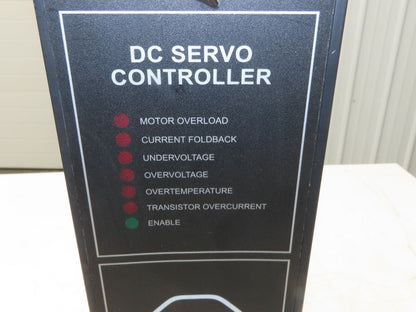 DC SERVO
CONTROLLER
MOTOR OVERLOAD
CURRENT FOLDBACK
UNDERVOLTAGE
OVERVOLTAGE
OVERTEMPERATURE
TRANSISTOR OVERCURRENT
ENABLE